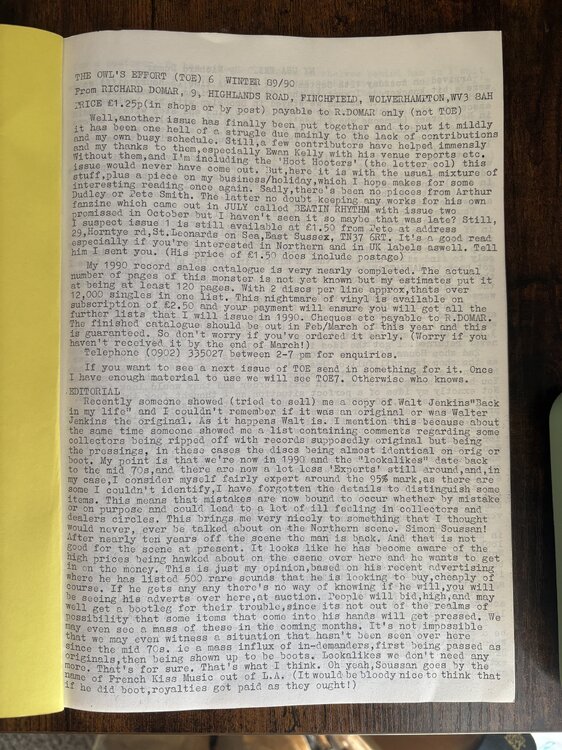 THE OWL'S EFFORT (TOE) 6  WINTER 89/90
From RICHARD DOMAR, 9, HIGHLANDS ROAD, FINCHFIELD, WOLVERHAMPTON,WV3 8AH
PRICE £1.25p(in shops or by post) payable to R.DOMAR only (not TOE)
Well,another issue has finally been put together and to put it mildly
it has been one hell of a strugle due mainly to the lack of contributions
and my own busy schedule. Still,a few contributors have helped immensly
and my thanks to them,especially Ewan Kelly with his venue reports etc.
Without them,and I'm including the 'Hoot Hooters' (the letter col) this
issue would never have come out. But,here it is with the usual mixture of
stuff,plus a piece on my business/holiday,which I hope makes for some
interesting reading once again. Sadly,there's been no pieces from Arthur
Dudley or Pete Smith. The latter no doubt keeping any works for his own
fanzine which came out in JULY called BEATIN RHYTHM with issue two
promissed in October but I haven't seen it so maybe that was late? Still,
I suspect issue 1 is still available at £1.50 from Pete at address
29,Horntye rd,St.Leonards on Sea,East Sussex, TN37 6RT. It's a good read
especially if you're interested in Northern and in UK labels aswell. Tell
him I sent you. (His price of £1.50 does include postage)
My 1990 record sales catalogue is very nearly completed. The actual
number of pages of this monster is not yet known but my estimates put it
at being at least 120 pages. With 2 discs per line approx,thats over
12,000 singles in one list. This nightmare of vinyl is available on
subscription of £2.50 and your payment will ensure you will get all the
further lists that I will issue in 1990. Cheques etc payable to R.DOMAR.
The finished catalogue should be out in Feb/March of this year and this
is guaranteed. So don't worry if you've ordered it early. (Worry if you
haven't received it by the end of March!)
Telephone (0902) 335027 between 2-7 pm for enquiries.
If you want to see a next issue of TOE send in something for it. Once
I have enough material to use we will see TOE7. Otherwise who knows.
EDITORIAL
Recently someone showed (tried to sell) me a copy of Walt Jenkins"Back
in my life" and I couldn't remember if it was an original or was Walter
Jenkins the original. As it happens Walt is. I mention this because about
the same time someone showed me a list containing comments regarding some
collectors being ripped off with records supposedly original but being
the pressings, in these cases the discs being almost identical on orig or
boot. My point is that we're now in 1990 and the "lookalikes" date back
to the mid 70s,and there are now a lot less 'Experts' still around,and,in
my case,I consider myself fairly expert around the 95% mark,as there are
some I couldn't identify,I have forgotten the details to distinguish some
items. This means that mistakes are now bound to occur whether by mistake
or on purpose and could lead to a lot of ill feeling in collectors and
dealers circles. This brings me very nicely to something that I thought
would never, ever be talked about on the Northern scene. Simon Soussan!
After nearly ten years off the scene the man is back. And that is not
good for the scene at present. It looks like he has become aware of the
high prices being hawked about on the osene over here and he wants to get
in on the money. This is just my opinion,based on his recent advertising
where he has listed 500 rare sounds that he is looking to buy,cheaply of
course. If he gets any there's no way of knowing if he will,you will
be seeing his adverts over here,at auction. People will bid,high,and may
well get a bootleg for their trouble,since its not out of the realms of
possibility that some items that come into his hands will get pressed. We
may even see a mass of these in the coming months. It's not impossible
that we may even witness a situation that hasn't been seen over here
since the mid 70s. ie a mass influx of in-demanders,first being passed as
originals,then being shown up to be boots. Lookalikes we don't need any
more. That's for sure. That's what I think. Oh yeah,Soussan goes by the
name of French Kiss Music out of L.A. (It would be bloody nice to think that
if he did boot,royalties got paid as they ought!)